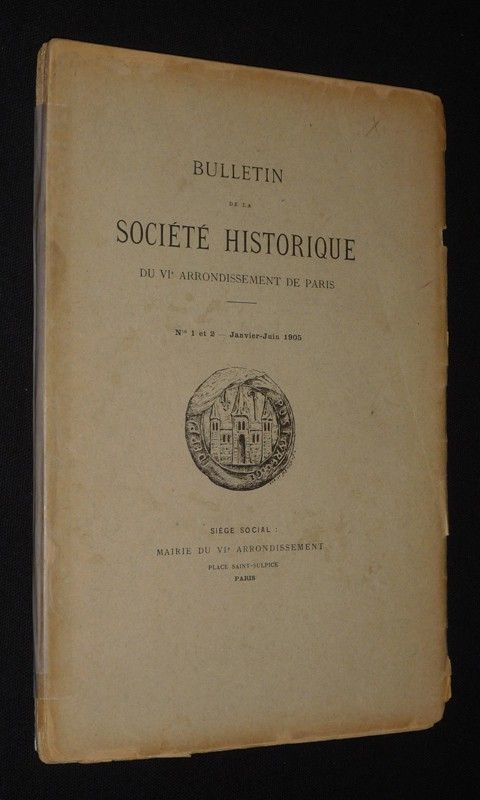 BULLETIN
DE LA
SOCIÉTÉ HISTORIQUE
DU VIᵉ ARRONDISSEMENT DE PARIS
Nᵒˢ 1 et 2 — Janvier-Juin 1905
SIÈGE SOCIAL :
MAIRIE DU VIᵉ ARRONDISSEMENT
PLACE SAINT-SULPICE
PARIS